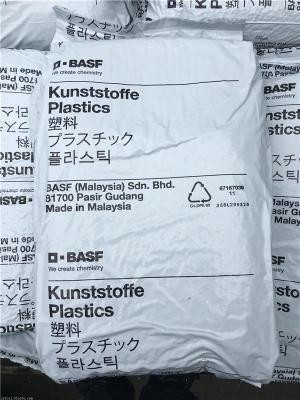 BASF
We create chemistry
Kunststoffe
Plastics
塑料
プラスチック
플라스틱
BASF (Malaysia) Sdn. Bhd.
81700 Pasir Gudang
Made in Malaysia
11
BASF
We create chemistry
Kunststoffe
Plastics
塑料
プラスチック
플라스틱